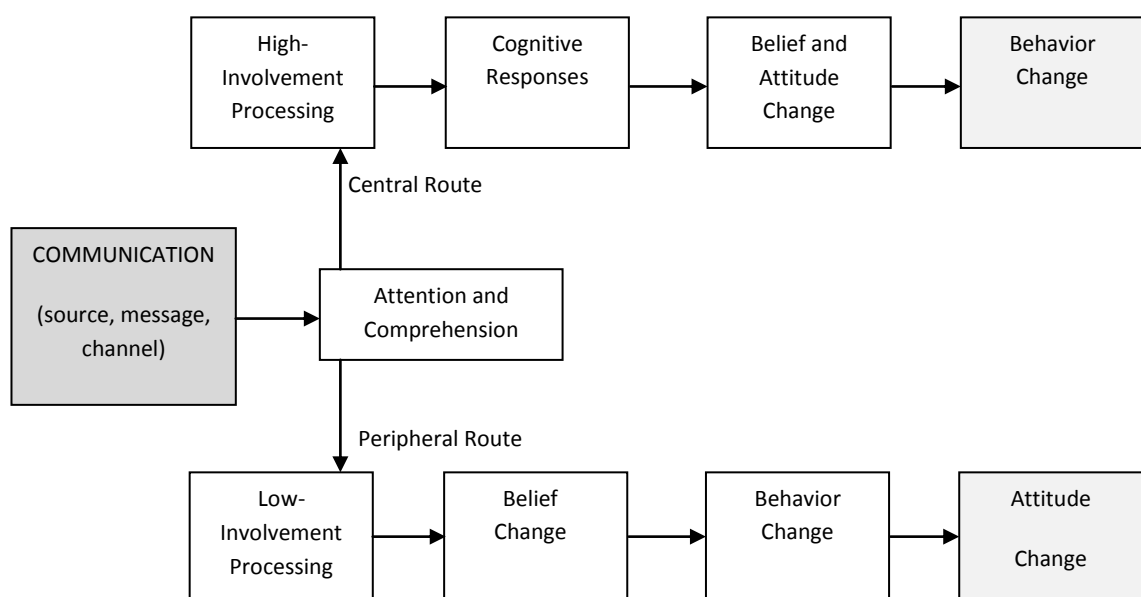 High-
Involvement
Processing
Cognitive
Responses
Belief and
Attitude
Change
Behavior
Change
Central Route
COMMUNICATION
(source, message,
channel)
Attention and
Comprehension
Peripheral Route
Low-
Involvement
Processing
Belief
Change
Behavior
Change
Attitude
Change